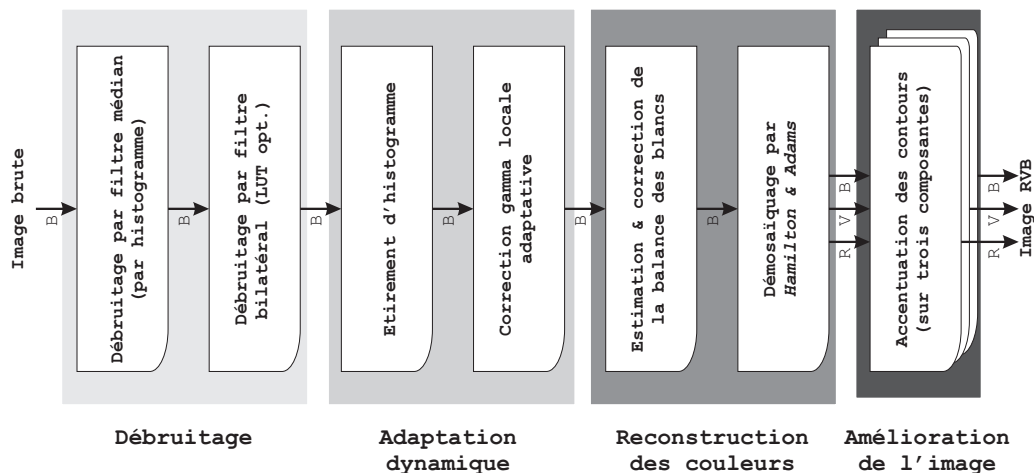 Image brute
B
Débruitage par filtre médian
(par histogramme)
B
Débruitage par filtre
bilatéral (LUT opt.)
B
Etirement d'histogramme
B
Correction gamma locale
adaptative
B
Estimation & correction de
la balance des blancs
B
Démosaïquage par
Hamilton & Adams
R V B
Accentuation des contours
(sur trois composantes)
R V B
Image RVB
Débruitage
Adaptation
dynamique
Reconstruction
des couleurs
Amélioration
de l'image